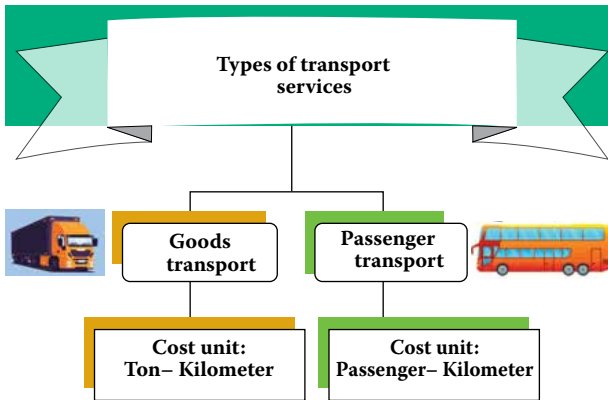 Types of transport
services
Goods
transport
Passenger
transport
Cost unit:
Ton– Kilometer
Cost unit:
Passenger– Kilometer